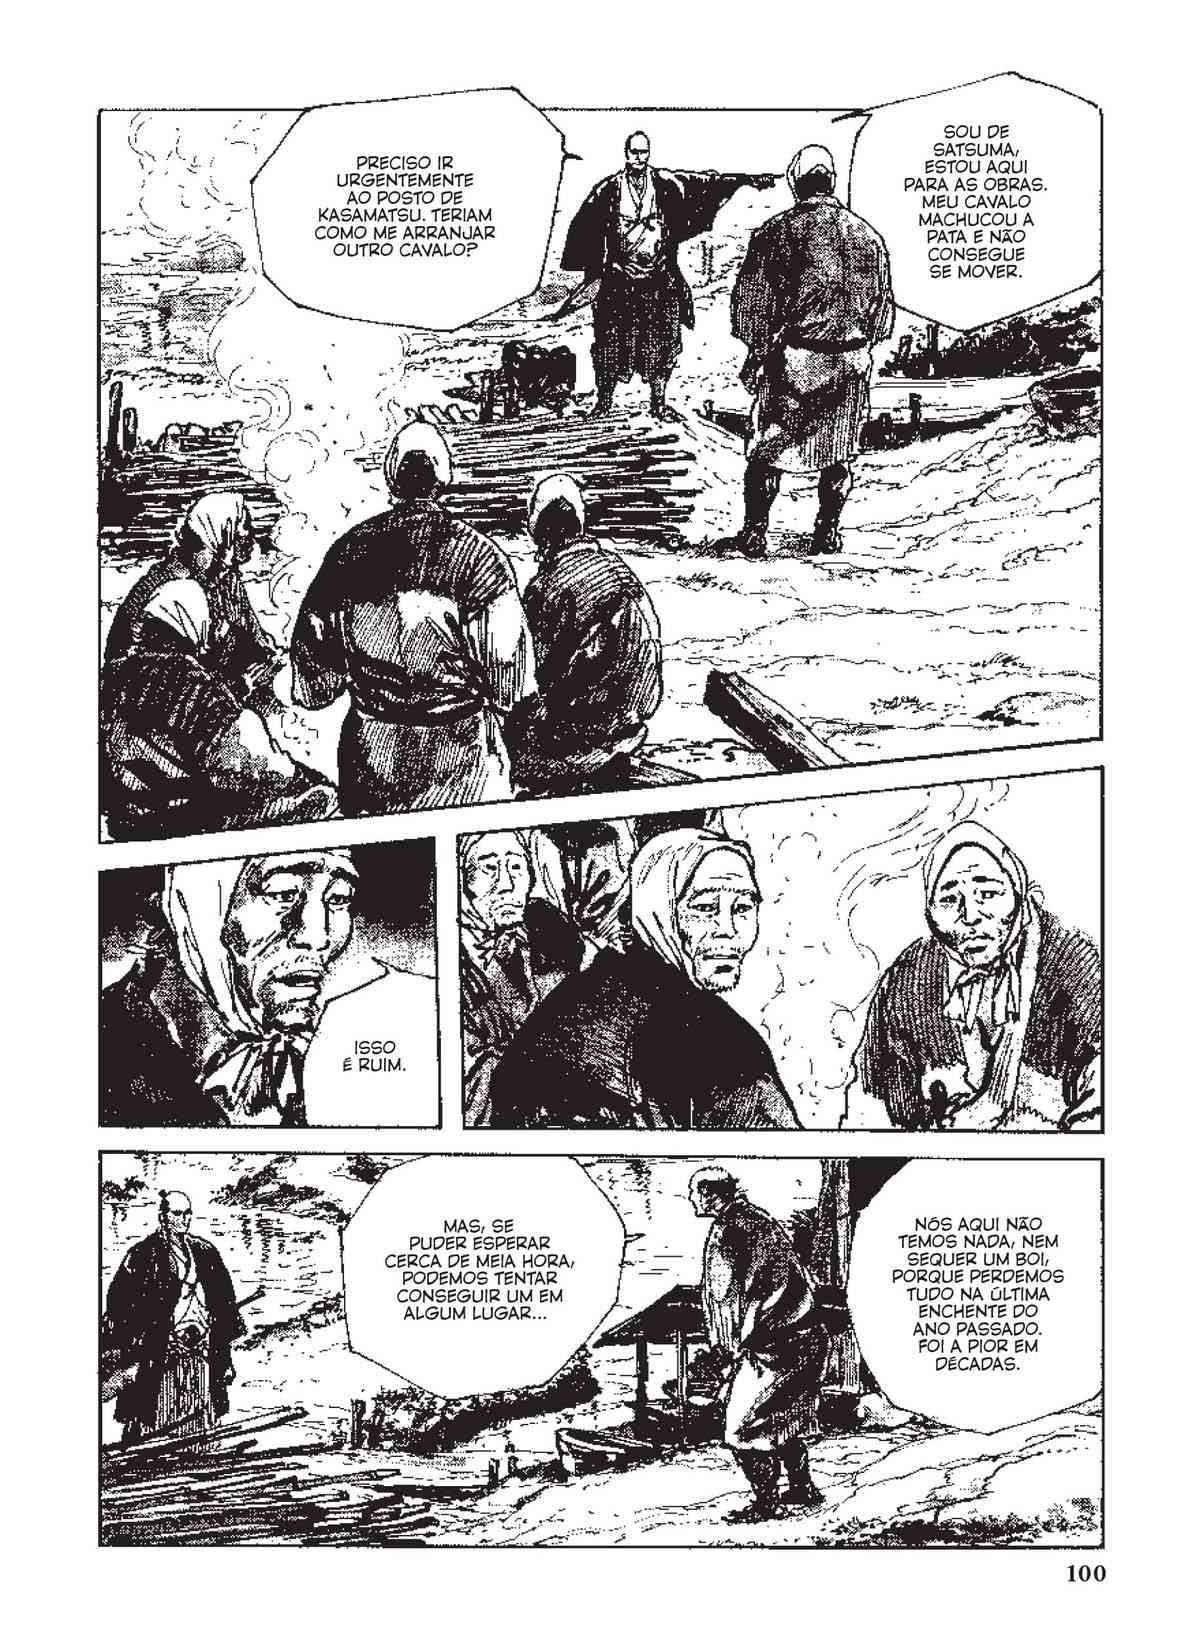 SOU DE
SATSUMA,
ESTOU AQUI
PARA AS OBRAS.
MEU CAVALO
MACHUCOU A
PATA E NÃO
CONSEGUE
SE MOVER.
PRECISO IR
URGENTEMENTE
AO POSTO DE
KASAMATSU. TERIAM
COMO ME ARRANJAR
OUTRO CAVALO?
ISSO
É RUIM.
NÓS AQUI NÃO
TEMOS NADA, NEM
SEQUER UM BOI,
PORQUE PERDEMOS
TUDO NA ÚLTIMA
ENCHENTE DO
ANO PASSADO.
FOI A PIOR EM
DÉCADAS.
MAS, SE
PUDER ESPERAR
CERCA DE MEIA HORA,
PODEMOS TENTAR
CONSEGUIR UM EM
ALGUM LUGAR...
100